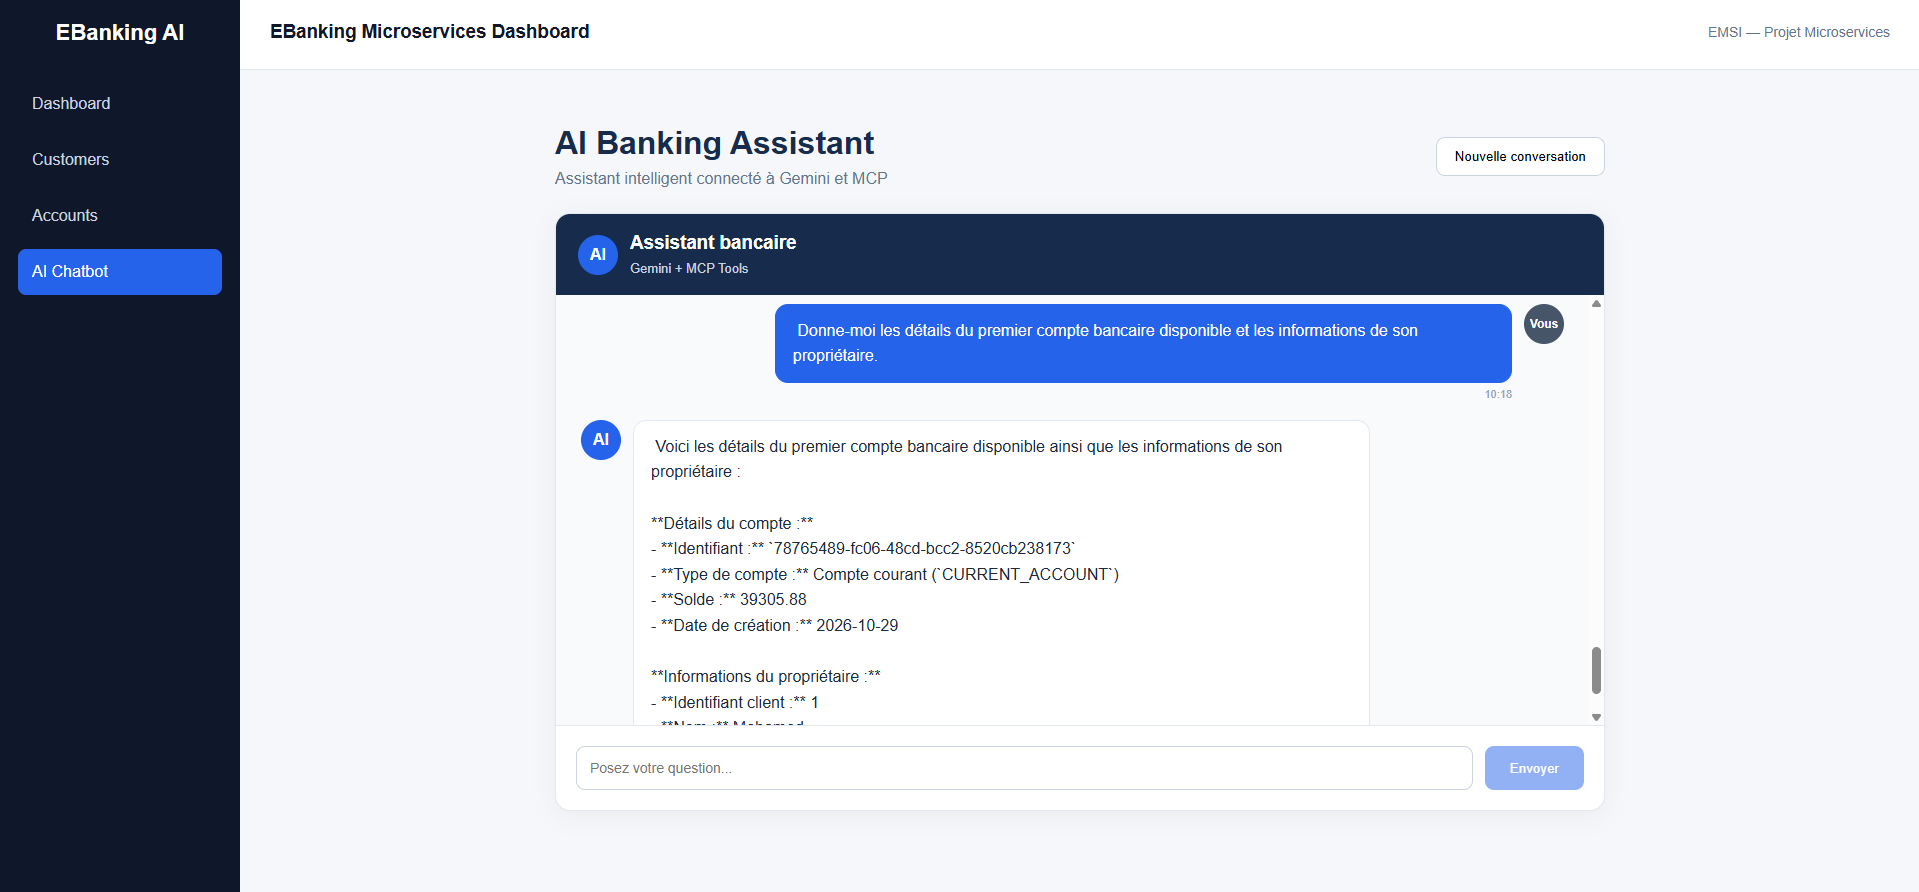 EBanking AI
Dashboard
Customers
Accounts
AI Chatbot
EBanking Microservices Dashboard
EMSI — Projet Microservices
AI Banking Assistant
Assistant intelligent connecté à Gemini et MCP
Nouvelle conversation
AI
Assistant bancaire
Gemini + MCP Tools
Donne-moi les détails du premier compte bancaire disponible et les informations de son
propriétaire.
Vous
10:18
AI
Voici les détails du premier compte bancaire disponible ainsi que les informations de son
propriétaire :
**Détails du compte :**
- **Identifiant :** `78765489-fc06-48cd-bcc2-8520cb238173`
- **Type de compte :** Compte courant (`CURRENT_ACCOUNT`)
- **Solde :** 39305.88
- **Date de création :** 2026-10-29
**Informations du propriétaire :**
- **Identifiant client :** 1
- **Nom :** Mohamed
Posez votre question...
Envoyer